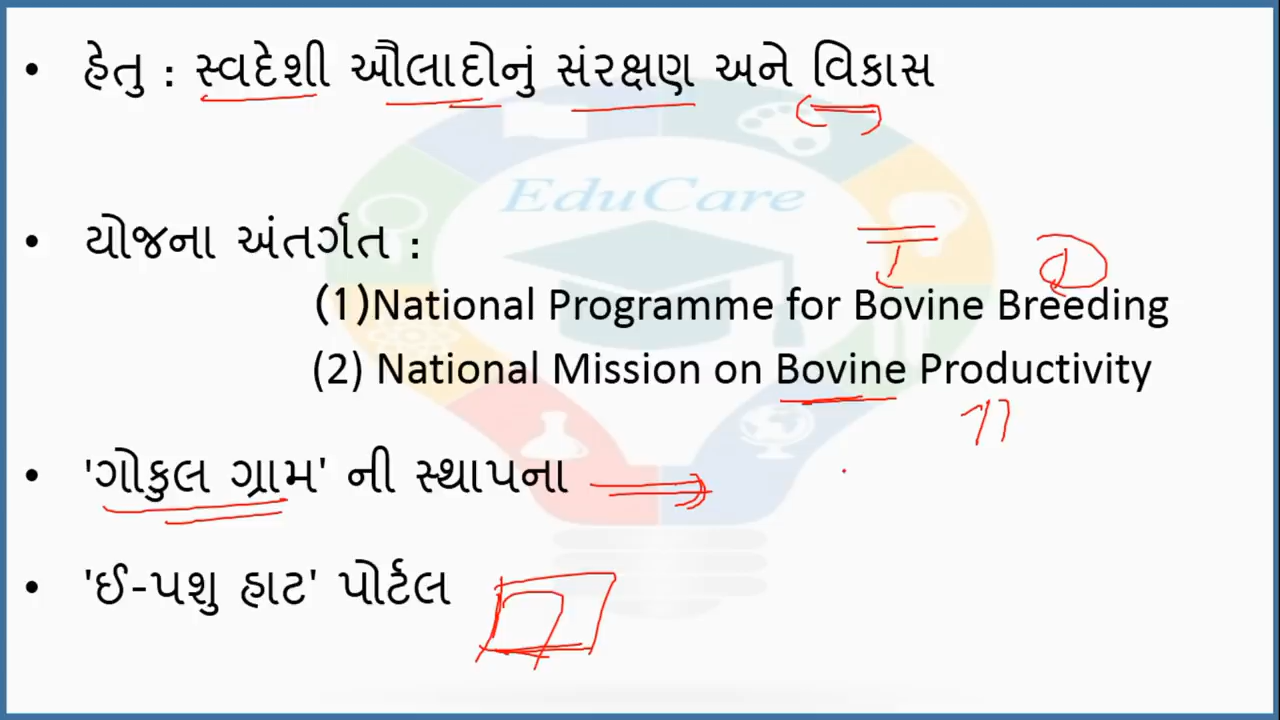 • હેતુ : સ્વદેશી ઔલાદોનું સંરક્ષણ અને વિકાસ
EduCare
• યોજના અંતર્ગત :
(1)National Programme for Bovine Breeding
(2) National Mission on Bovine Productivity
• 'ગોકુલ ગ્રામ' ની સ્થાપના
• 'ઈ-પશુ હાટ' પોર્ટલ